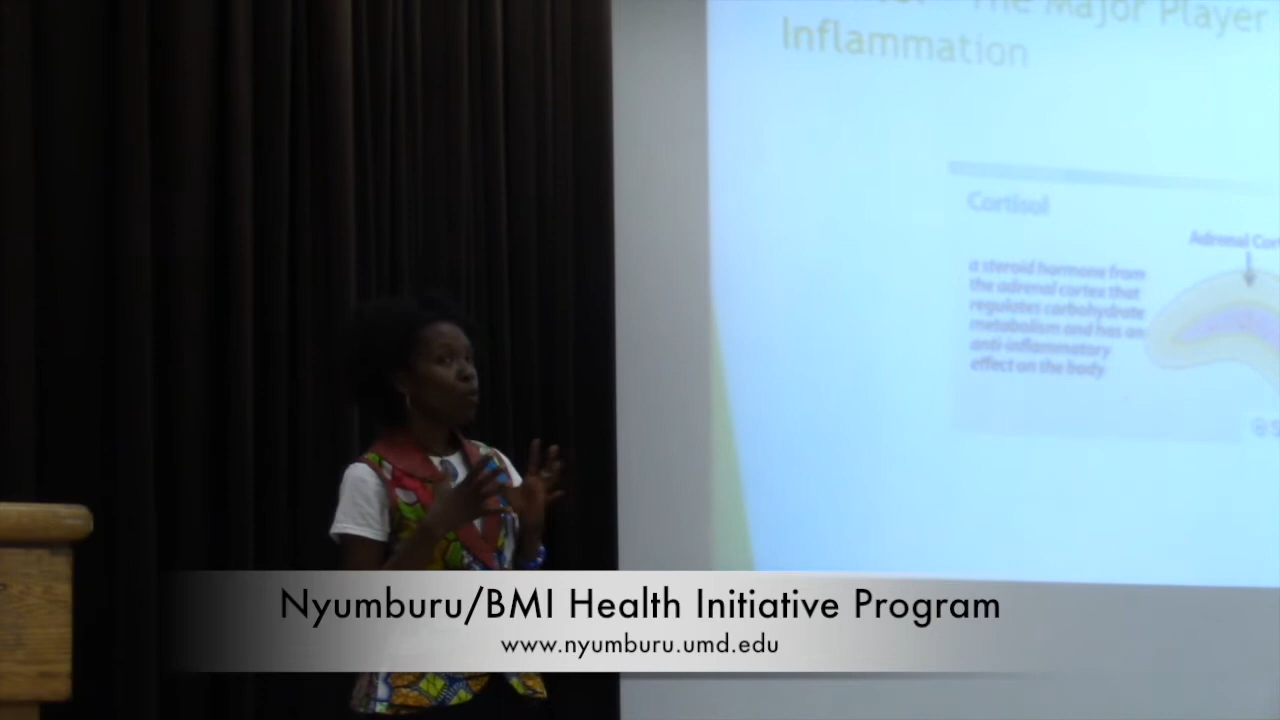 The Major Player
Inflammation
Cortisol
Adrenal
a steroid hormone from
the adrenal cortex that
regulates carbohydrate
metabolism and has an
anti-inflammatory
effect on the body
Nyumburu/BMI Health Initiative Program
www.nyumburu.umd.edu